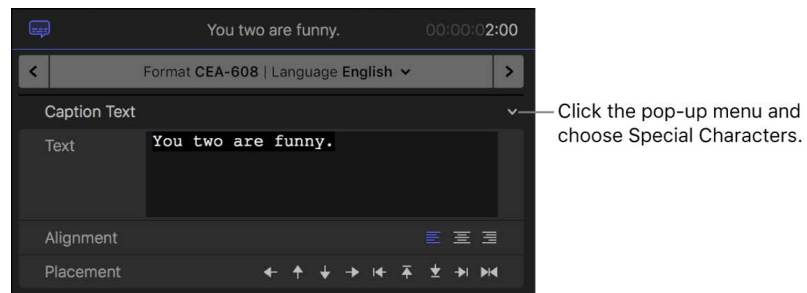 You two are funny. 00:00:02:00
Format CEA-608 | Language English
Caption Text
Click the pop-up menu and
choose Special Characters.
Text You two are funny.
Alignment
Placement